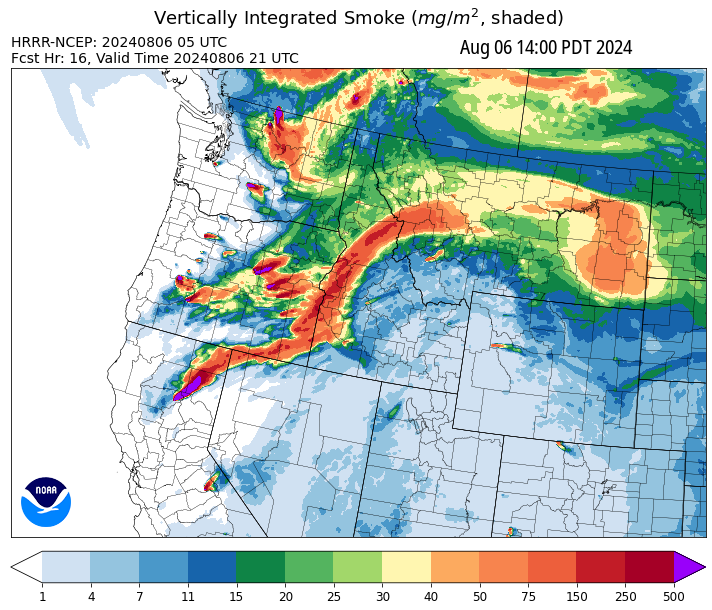 Vertically Integrated Smoke (mg/m², shaded)
HRRR-NCEP: 20240806 05 UTC
Fcst Hr: 16, Valid Time 20240806 21 UTC
Aug 06 14:00 PDT 2024
NOAA
1 4 7 11 15 20 25 30 40 50 75 150 250 500